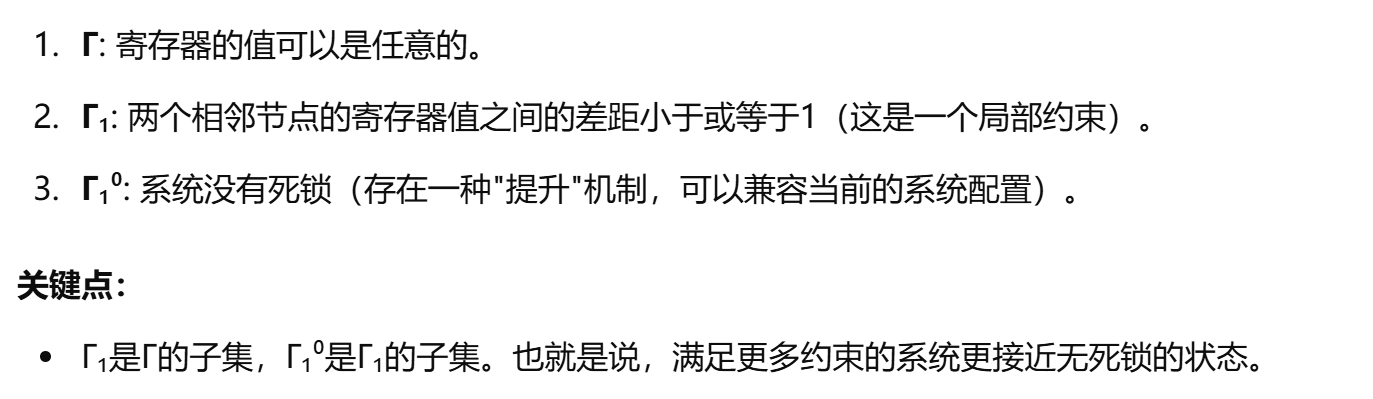 1. Γ: 寄存器的值可以是任意的。
2. Γ₁: 两个相邻节点的寄存器值之间的差距小于或等于1（这是一个局部约束）。
3. Γ₁⁰: 系统没有死锁（存在一种"提升"机制，可以兼容当前的系统配置）。
关键点：
• Γ₁是Γ的子集，Γ₁⁰是Γ₁的子集。也就是说，满足更多约束的系统更接近无死锁的状态。